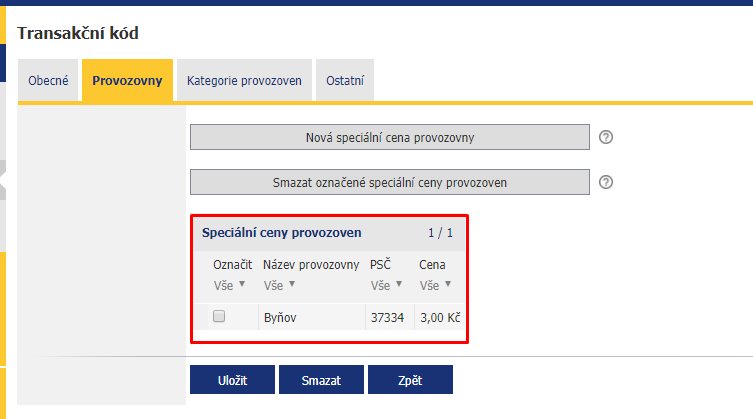 Transakční kód
Obecné Provozovny Kategorie provozoven Ostatní
Nová speciální cena provozovny ?
Smazat označené speciální ceny provozoven ?
Speciální ceny provozoven 1 / 1
Označit Název provozovny PSČ Cena
Vše ▼ Vše ▼ Vše ▼ Vše ▼
Byňov 37334 3,00 Kč
Uložit Smazat Zpět